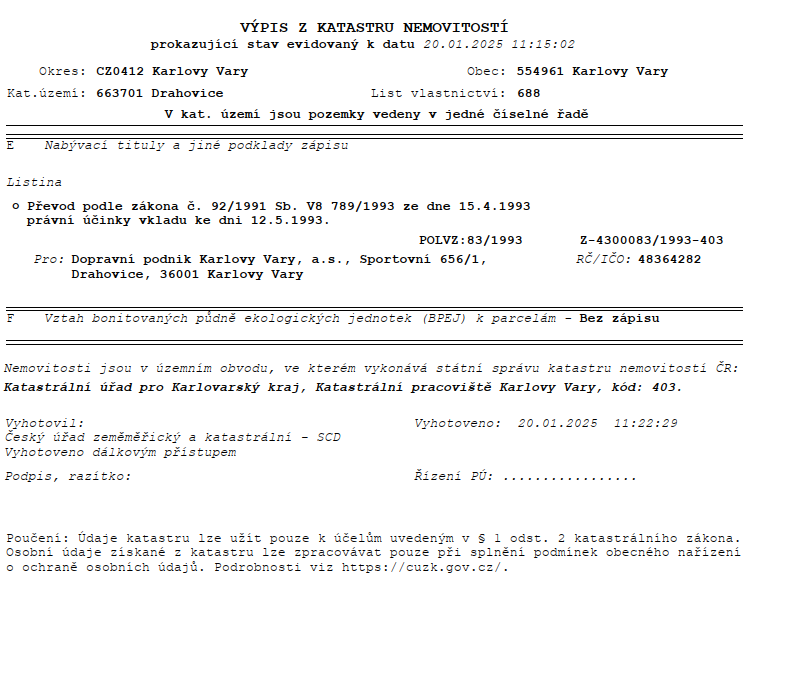 VÝPIS Z KATASTRU NEMOVITOSTÍ
prokazující stav evidovaný k datu 20.01.2025 11:15:02
Okres: CZ0412 Karlovy Vary Obec: 554961 Karlovy Vary
Kat.území: 663701 Drahovice List vlastnictví: 688
V kat. území jsou pozemky vedeny v jedné číselné řadě
E Nabývací tituly a jiné podklady zápisu
Listina
o Převod podle zákona č. 92/1991 Sb. V8 789/1993 ze dne 15.4.1993
právní účinky vkladu ke dni 12.5.1993.
POLVZ:83/1993 Z-4300083/1993-403
Pro: Dopravní podnik Karlovy Vary, a.s., Sportovní 656/1, RČ/IČO: 48364282
Drahovice, 36001 Karlovy Vary
F Vztah bonitovaných půdně ekologických jednotek (BPEJ) k parcelám - Bez zápisu
Nemovitosti jsou v územním obvodu, ve kterém vykonává státní správu katastru nemovitostí ČR:
Katastrální úřad pro Karlovarský kraj, Katastrální pracoviště Karlovy Vary, kód: 403.
Vyhotovil: Vyhotoveno: 20.01.2025 11:22:29
Český úřad zeměměřický a katastrální - SCD
Vyhotoveno dálkovým přístupem
Podpis, razítko: Řízení PÚ: .................
Poučení: Údaje katastru lze užít pouze k účelům uvedeným v § 1 odst. 2 katastrálního zákona.
Osobní údaje získané z katastru lze zpracovávat pouze při splnění podmínek obecného nařízení
o ochraně osobních údajů. Podrobnosti viz https://cuzk.gov.cz/.